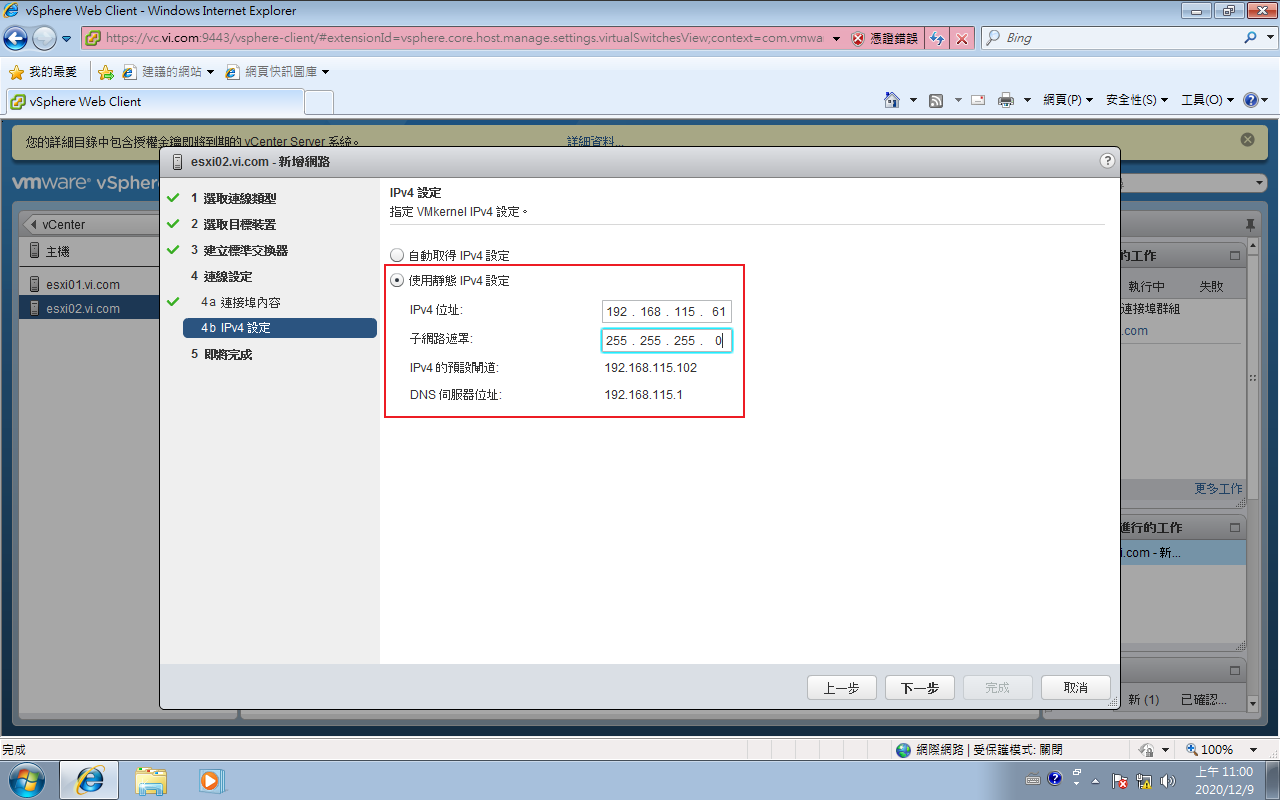 vSphere Web Client - Windows Internet Explorer
https://vc.vi.com:9443/vsphere-client/#extensionId=vsphere.core.host.manage.settings.virtualSwitchesView;context=com.vmwa
憑證錯誤
Bing
我的最愛
建議的網站
網頁快訊圖庫
vSphere Web Client
網頁(P)
安全性(S)
工具(O)
您的詳細目錄中包含授權金鑰即將到期的 vCenter Server 系統。
詳細資料...
vmware vSpher
esxi02.vi.com - 新增網路
vCenter
主機
esxi01.vi.com
esxi02.vi.com
1 選取連線類型
2 選取目標裝置
3 建立標準交換器
4 連線設定
4a 連接埠內容
4b IPv4 設定
5 即將完成
IPv4 設定
指定 VMkernel IPv4 設定。
自動取得 IPv4 設定
使用靜態 IPv4 設定
IPv4 位址:
192 . 168 . 115 . 61
子網路遮罩:
255 . 255 . 255 . 0
IPv4 的預設閘道:
192.168.115.102
DNS 伺服器位址:
192.168.115.1
的工作
執行中
失敗
連接埠群組
.com
更多工作
進行的工作
i.com - 新...
新 (1)
已確認...
上一步
下一步
完成
取消
完成
網際網路 | 受保護模式: 關閉
100%
上午 11:00
2020/12/9